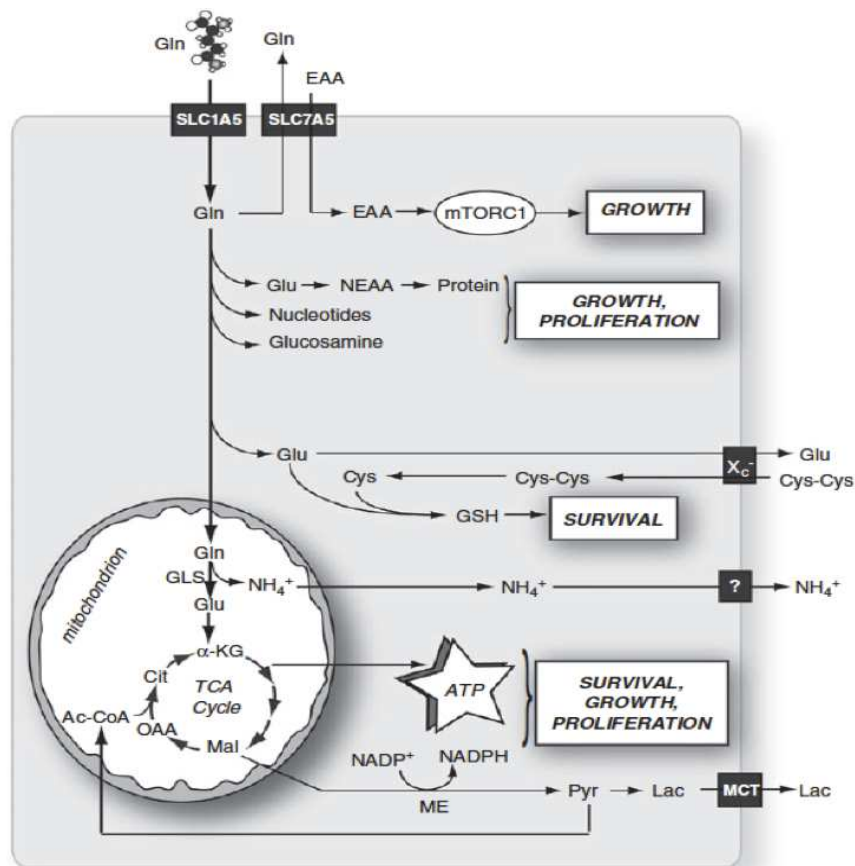 Gln
Gln
EAA
SLC1A5
SLC7A5
Gln
EAA
mTORC1
GROWTH
Glu
NEAA
Protein
Nucleotides
Glucosamine
GROWTH,
PROLIFERATION
Glu
Glu
Xc-
Cys
Cys-Cys
Cys-Cys
GSH
SURVIVAL
mitochondrion
Gln
GLS
NH4+
NH4+
?
NH4+
Glu
α-KG
Cit
TCA
Cycle
Ac-CoA
OAA
Mal
ATP
SURVIVAL,
GROWTH,
PROLIFERATION
NADP+
NADPH
ME
Pyr
Lac
MCT
Lac